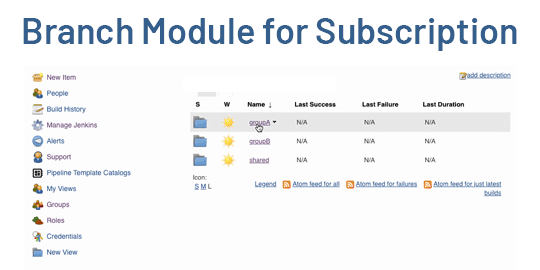 Branch Module for Subscription
add description
New Item
People
Build History
Manage Jenkins
Alerts
Support
Pipeline Template Catalogs
My Views
Groups
Roles
Credentials
New View
S W Name ↓ Last Success Last Failure Last Duration
groupA N/A N/A N/A
groupB N/A N/A N/A
shared N/A N/A N/A
Icon:
S M L
Legend Atom feed for all Atom feed for failures Atom feed for just latest
builds